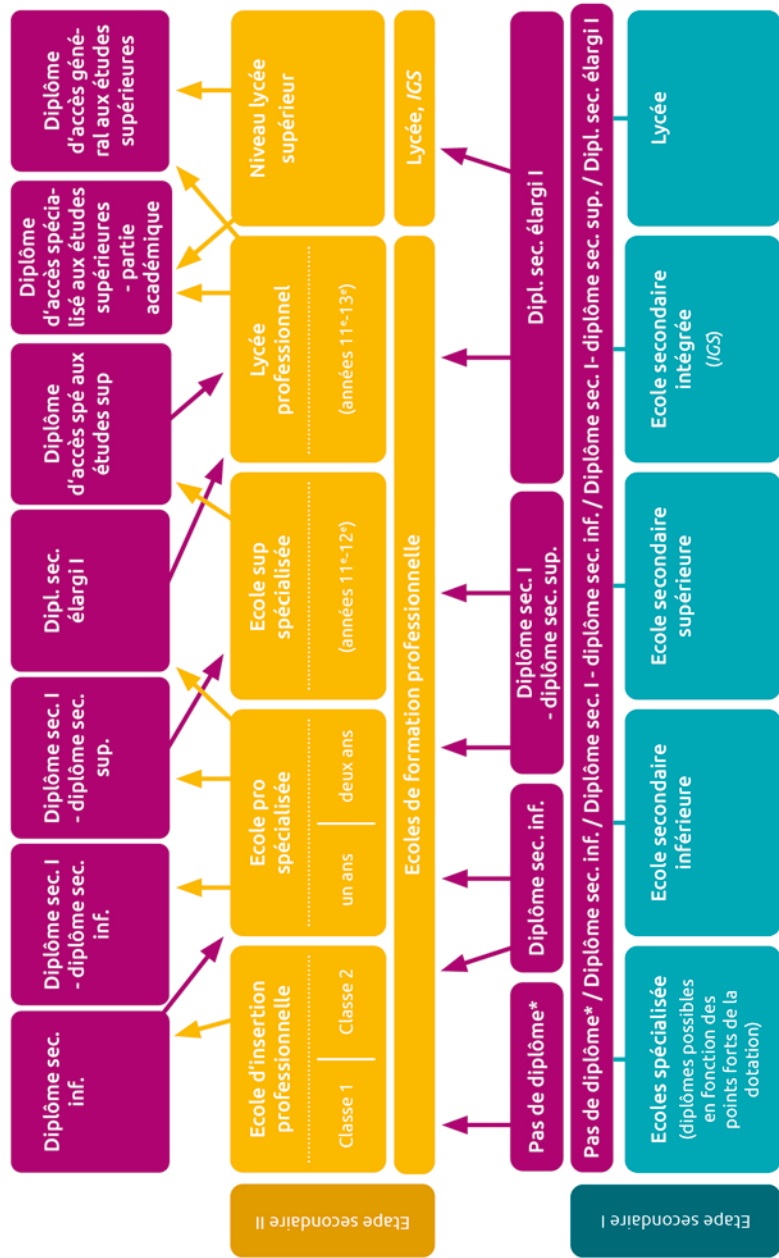 Diplôme sec.
inf.
Diplôme sec. I
- diplôme sec.
inf.
Diplôme sec. I
- diplôme sec.
sup.
Dipl. sec.
élargi I
Diplôme
d'accès spé aux
études sup
Diplôme
d'accès spécia-
lisé aux études
supérieures
- partie
académique
Diplôme
d'accès géné-
ral aux études
supérieures
Etape secondaire II
Ecole d'insertion
professionnelle
Classe 1
Classe 2
Ecole pro
spécialisée
un ans
deux ans
Ecole sup
spécialisée
(années 11e-12e)
Lycée
professionnel
(années 11e-13e)
Niveau lycée
supérieur
Ecoles de formation professionnelle
Lycée, IGS
Pas de diplôme*
Diplôme sec. inf.
Diplôme sec. I
- diplôme sec. sup.
Dipl. sec. élargi I
Pas de diplôme* / Diplôme sec. inf. / Diplôme sec. I - diplôme sec. inf. / Diplôme sec. I- diplôme sec. sup. / Dipl. sec. élargi I
Etape secondaire I
Ecoles spécialisée
(diplômes possibles
en fonction des
points forts de la
dotation)
Ecole secondaire
inférieure
Ecole secondaire
supérieure
Ecole secondaire
intégrée
(IGS)
Lycée